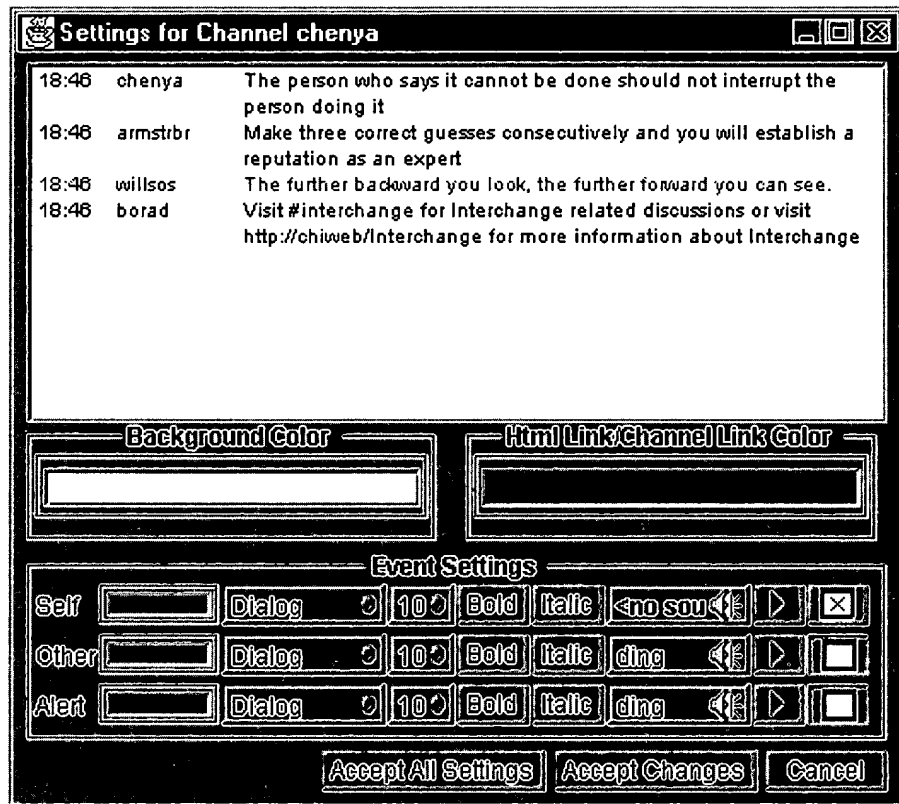 Settings for Channel chenya
18:46 chenya The person who says it cannot be done should not interrupt the
person doing it
18:46 armstrbr Make three correct guesses consecutively and you will establish a
reputation as an expert
18:46 willsos The further backward you look, the further forward you can see.
18:46 borad Visit #interchange for Interchange related discussions or visit
http://chiweb/Interchange for more information about Interchange
Background Color Html Link/Channel Link Color
Event Settings
Self Dialog 10 Bold Italic <no sou
Other Dialog 10 Bold Italic ding
Alert Dialog 10 Bold Italic ding
Accept All Settings Accept Changes Cancel